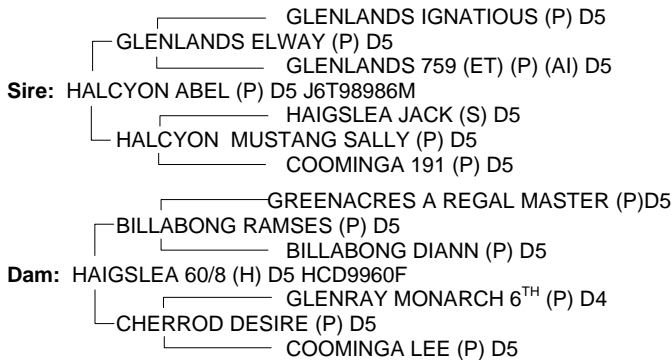 GLENLANDS IGNATIOUS (P) D5
GLENLANDS ELWAY (P) D5
GLENLANDS 759 (ET) (P) (AI) D5
Sire: HALCYON ABEL (P) D5 J6T98986M
HAIGSLEA JACK (S) D5
HALCYON  MUSTANG SALLY (P) D5
COOMINGA 191 (P) D5
GREENACRES A REGAL MASTER (P)D5
BILLABONG RAMSES (P) D5
BILLABONG DIANN (P) D5
Dam: HAIGSLEA 60/8 (H) D5 HCD9960F
GLENRAY MONARCH 6TH (P) D4
CHERROD DESIRE (P) D5
COOMINGA LEE (P) D5